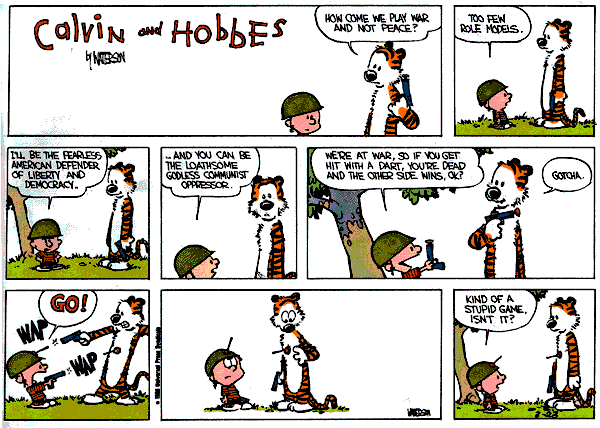 Calvin and Hobbes
by WATTERSON
HOW COME WE PLAY WAR
AND NOT PEACE?
TOO FEW
ROLE MODELS.
I'LL BE THE FEARLESS
AMERICAN DEFENDER
OF LIBERTY AND
DEMOCRACY..
...AND YOU CAN BE
THE LOATHSOME
GODLESS COMMUNIST
OPPRESSOR.
WE'RE AT WAR, SO IF YOU GET
HIT WITH A DART, YOU'RE DEAD
AND THE OTHER SIDE WINS, OK?
GOTCHA.
GO!
WAP
WAP
Universal Press Syndicate
WATTERSON
KIND OF A
STUPID GAME,
ISN'T IT?